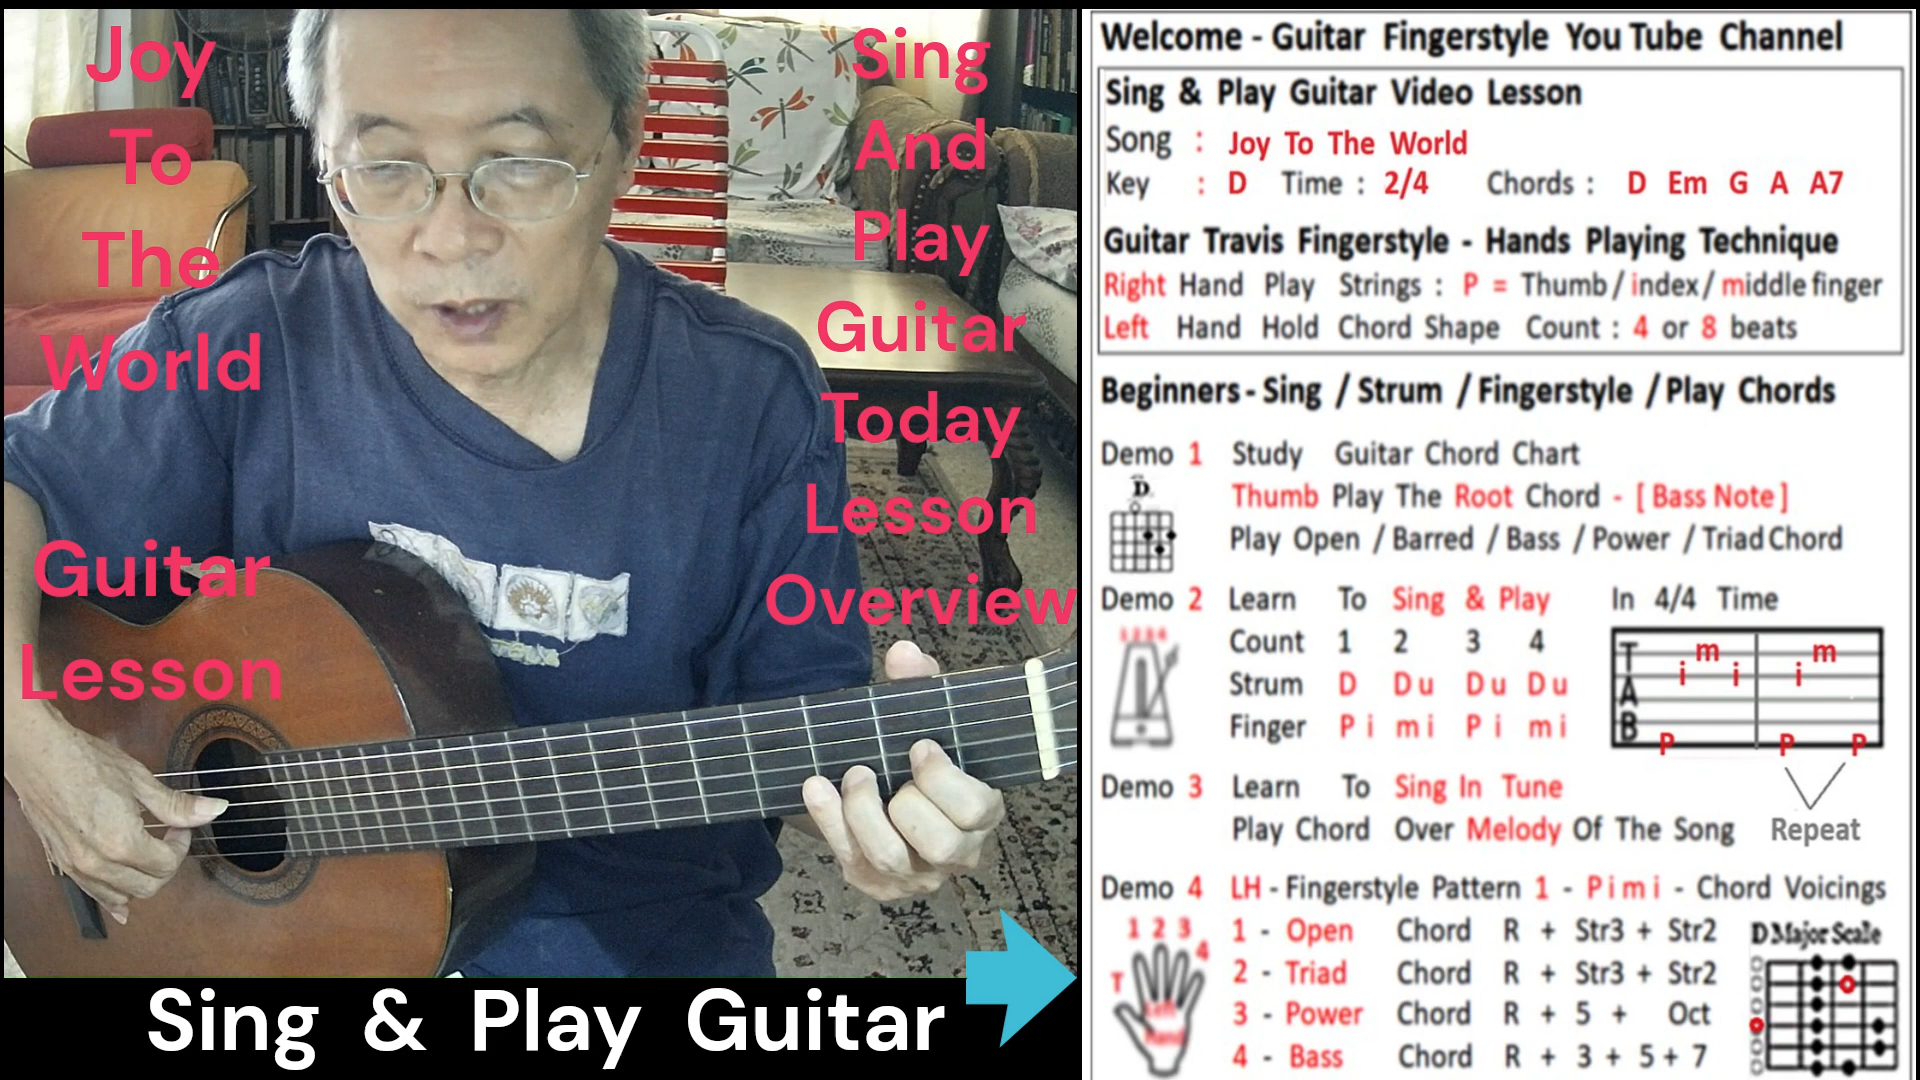 Joy
To
The
World
Guitar
Lesson
Sing
And
Play
Guitar
Today
Lesson
Overview
Sing & Play Guitar
Welcome - Guitar Fingerstyle You Tube Channel
Sing & Play Guitar Video Lesson
Song : Joy To The World
Key : D Time : 2/4 Chords : D Em G A A7
Guitar Travis Fingerstyle - Hands Playing Technique
Right Hand Play Strings : P = Thumb / index / middle finger
Left Hand Hold Chord Shape Count : 4 or 8 beats
Beginners - Sing / Strum / Fingerstyle / Play Chords
Demo 1 Study Guitar Chord Chart
D
Thumb Play The Root Chord - [ Bass Note ]
Play Open / Barred / Bass / Power / Triad Chord
Demo 2 Learn To Sing & Play In 4/4 Time
1 2 3 4
Count 1 2 3 4
Strum D D u D u D u
Finger P i m i P i m i
T A B
m m
i i i
P P P
Demo 3 Learn To Sing In Tune
Play Chord Over Melody Of The Song
Repeat
Demo 4 LH - Fingerstyle Pattern 1 - P i m i - Chord Voicings
1 2 3 4
T
Left Hand
1 - Open Chord R + Str3 + Str2
D Major Scale
2 - Triad Chord R + Str3 + Str2
3 - Power Chord R + 5 + Oct
4 - Bass Chord R + 3 + 5 + 7